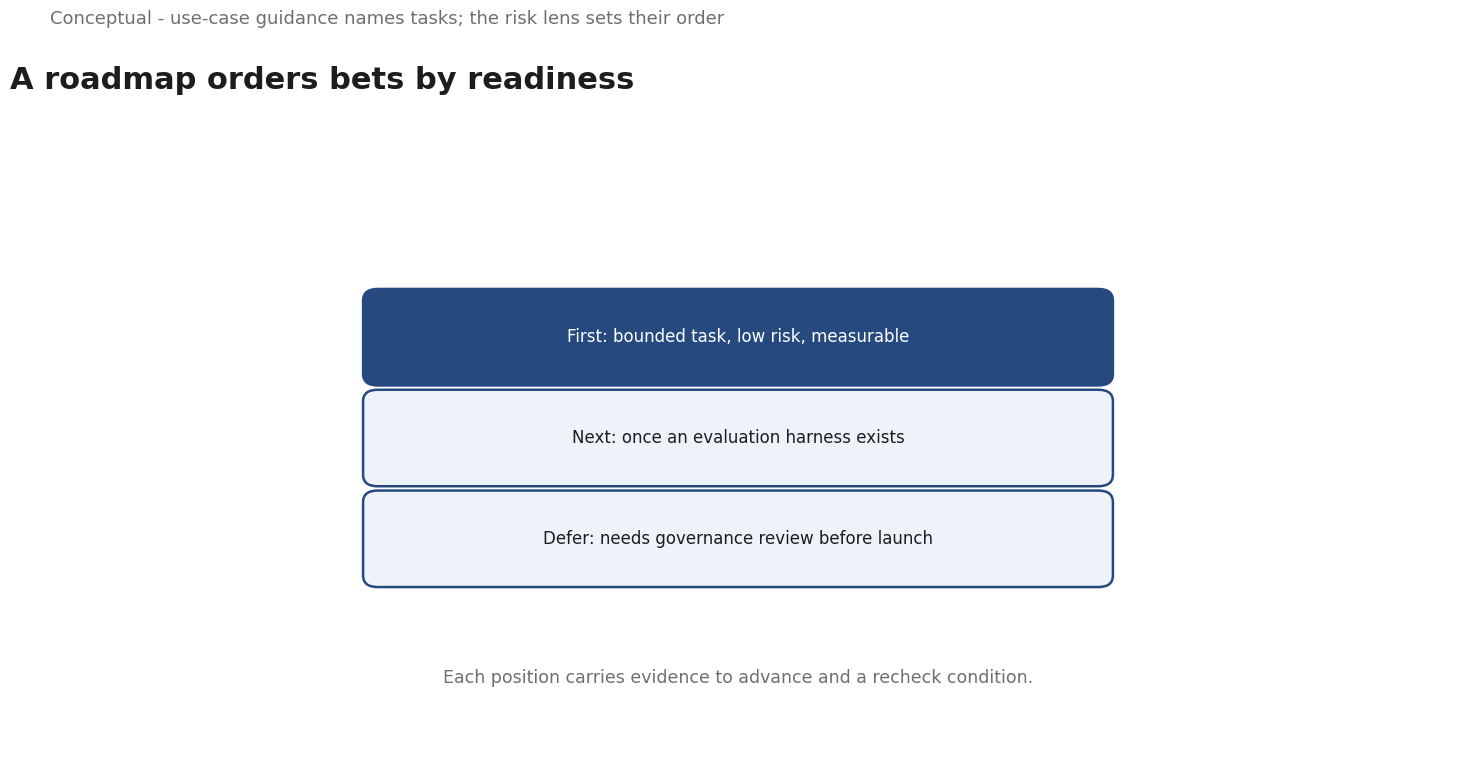 Conceptual - use-case guidance names tasks; the risk lens sets their order
A roadmap orders bets by readiness
First: bounded task, low risk, measurable
Next: once an evaluation harness exists
Defer: needs governance review before launch
Each position carries evidence to advance and a recheck condition.